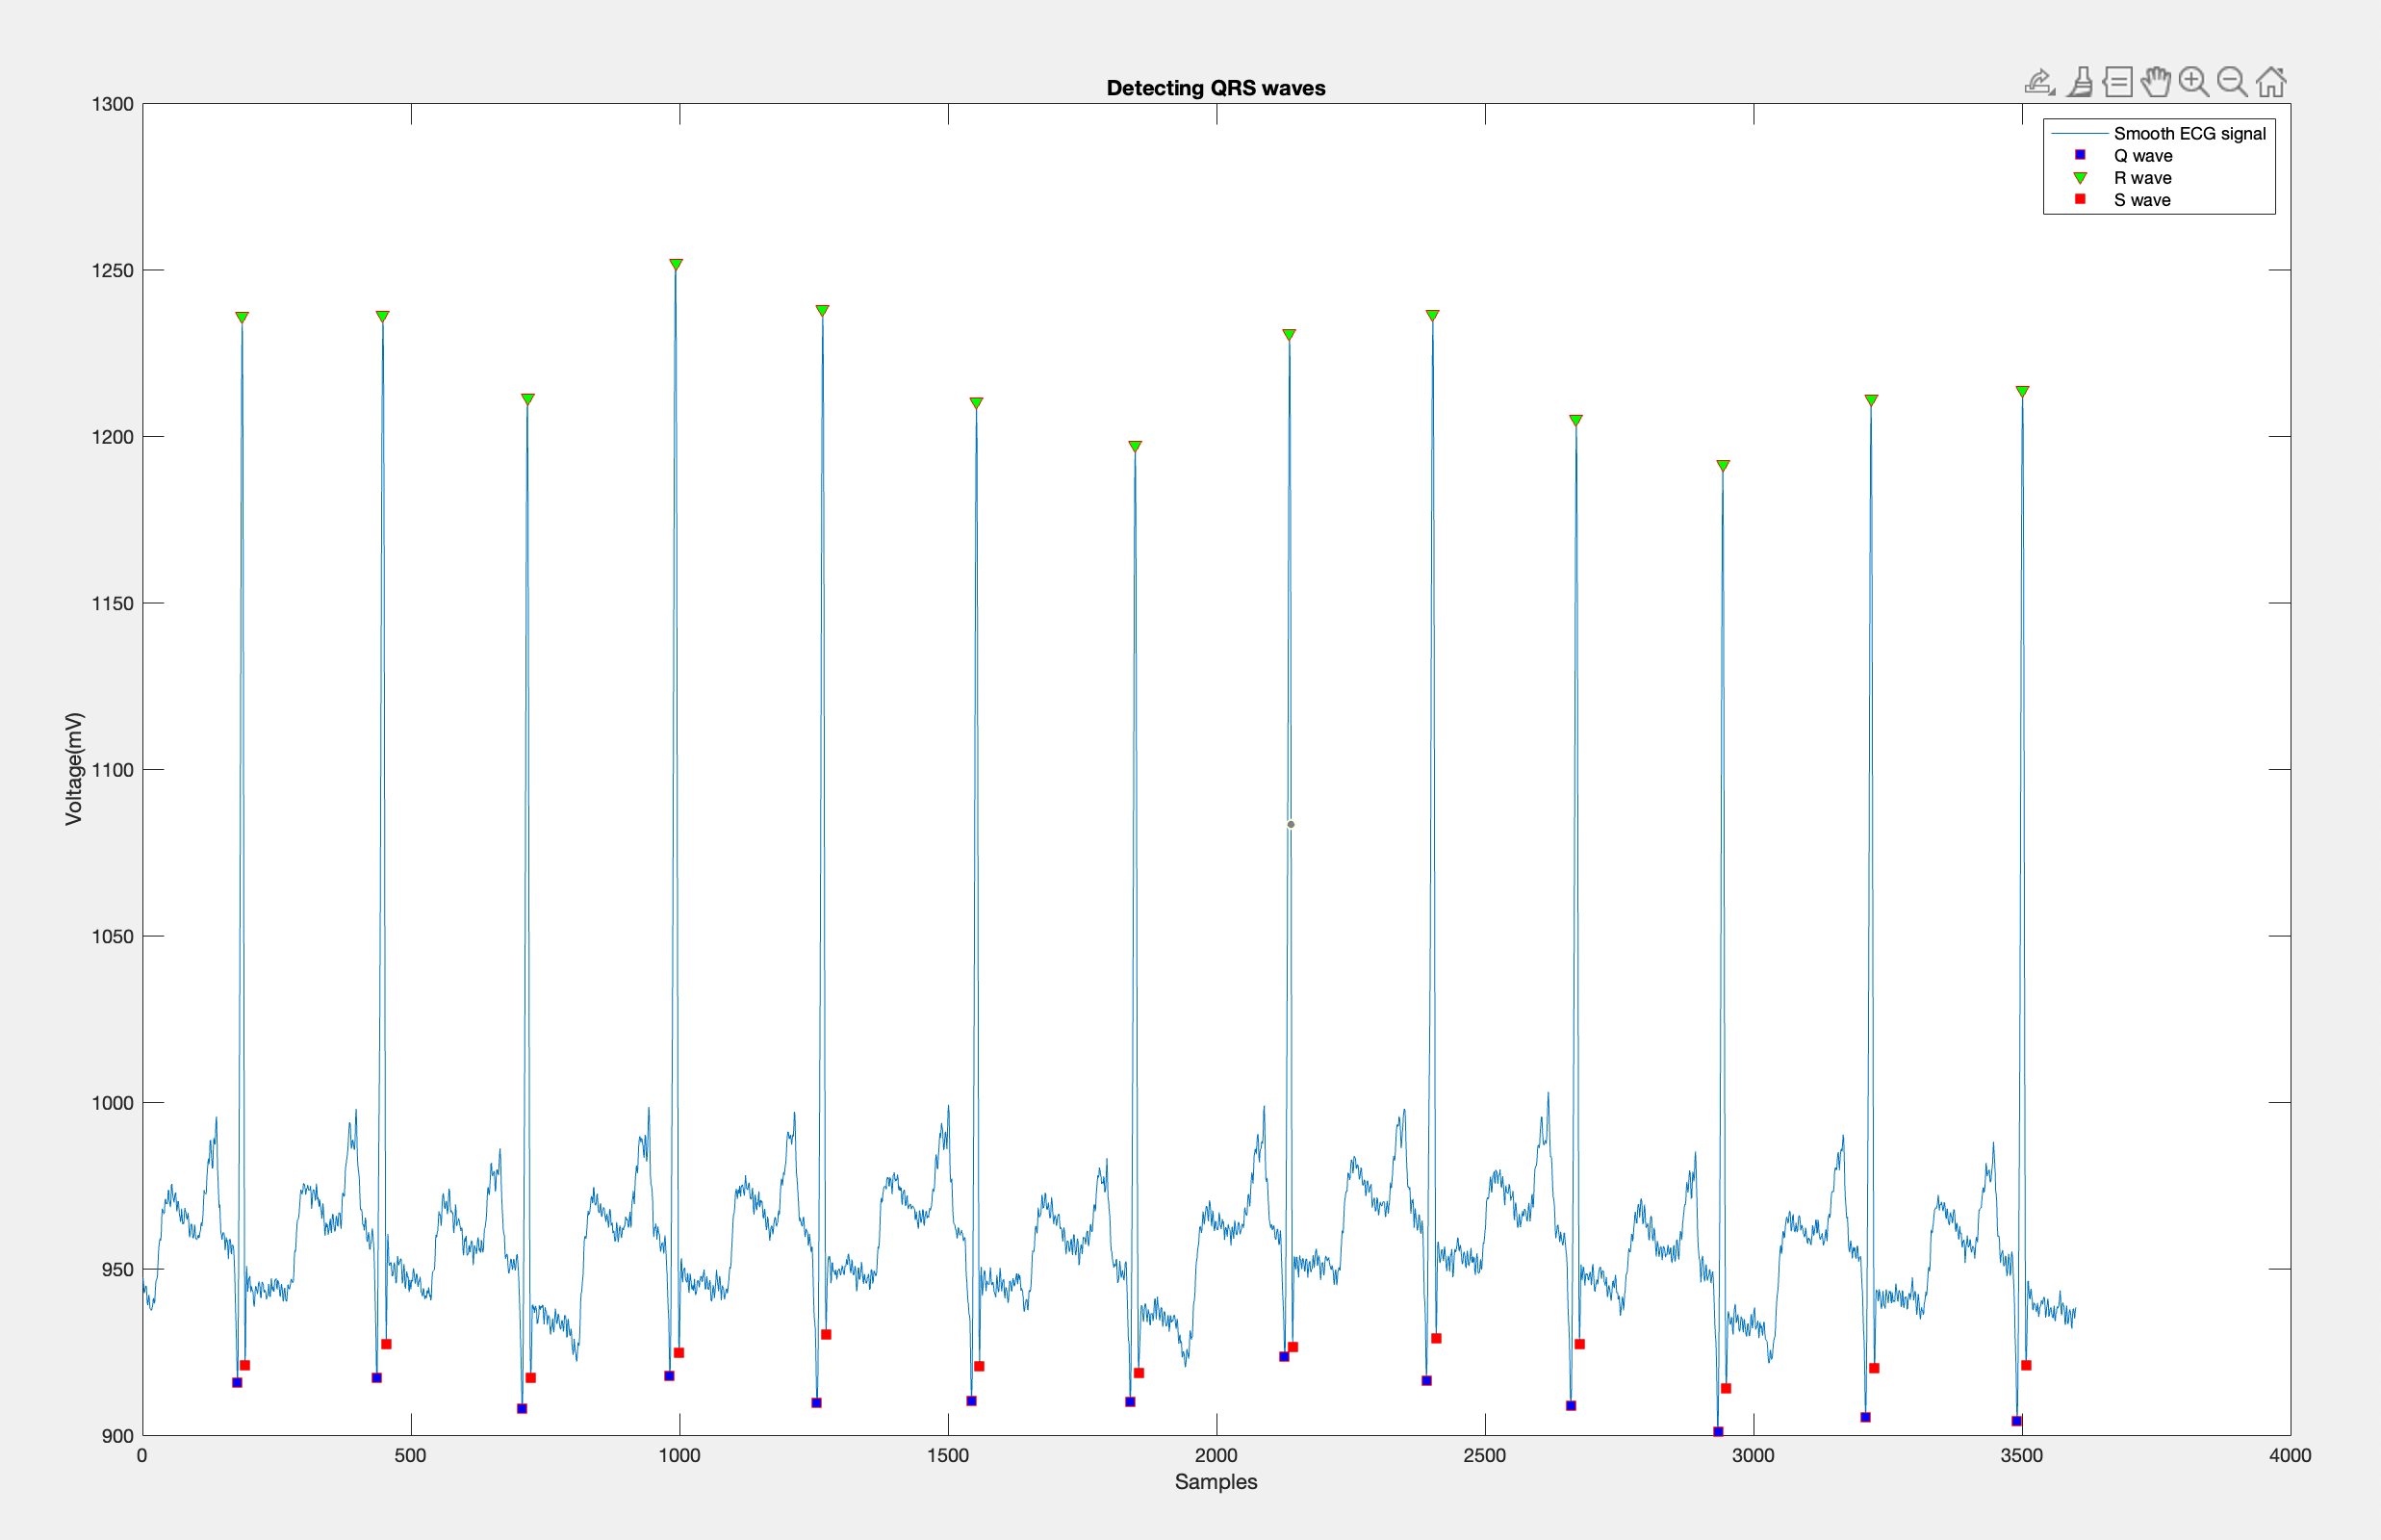 Detecting QRS waves
Smooth ECG signal
Q wave
R wave
S wave
1300
1250
1200
1150
1100
1050
1000
950
900
Voltage(mV)
0 500 1000 1500 2000 2500 3000 3500 4000
Samples